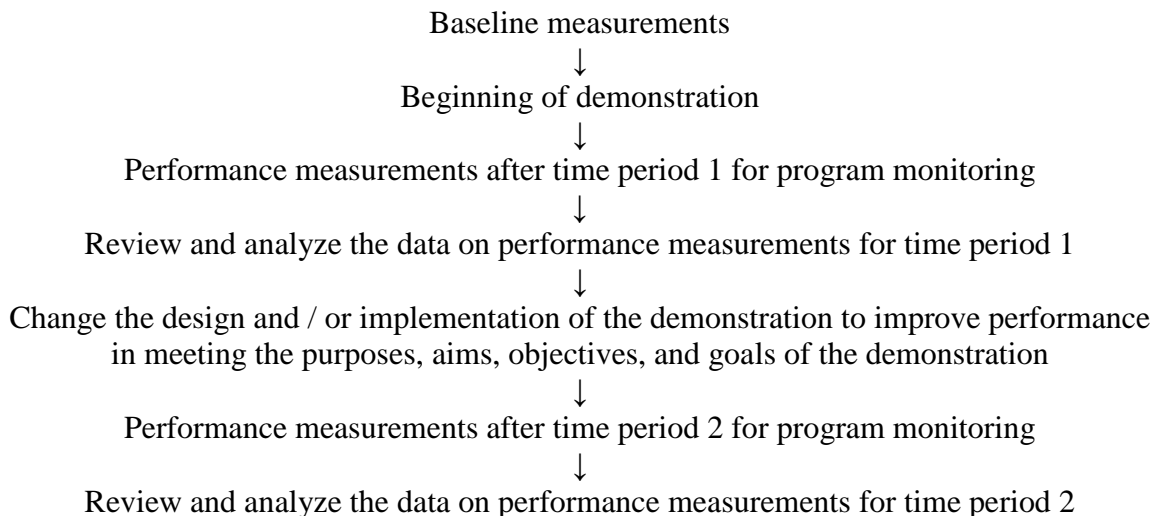 Baseline measurements
↓
Beginning of demonstration
↓
Performance measurements after time period 1 for program monitoring
↓
Review and analyze the data on performance measurements for time period 1
↓
Change the design and / or implementation of the demonstration to improve performance
in meeting the purposes, aims, objectives, and goals of the demonstration
↓
Performance measurements after time period 2 for program monitoring
↓
Review and analyze the data on performance measurements for time period 2